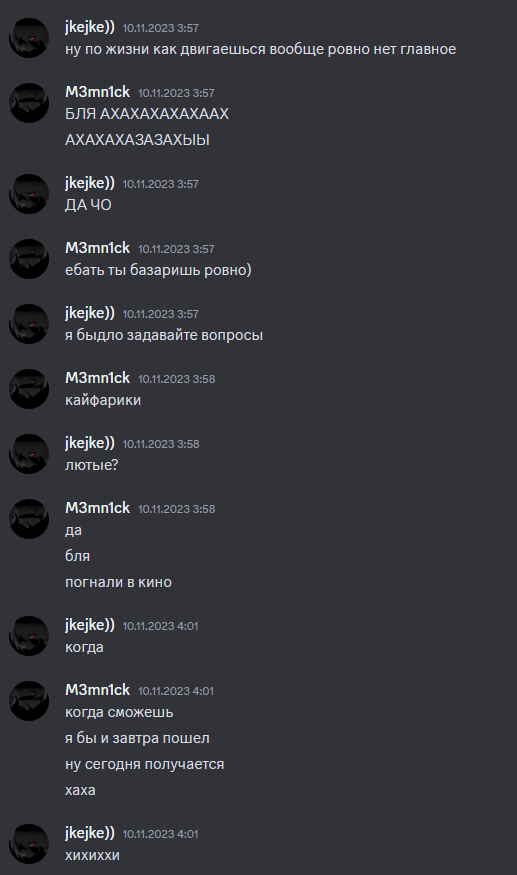 jkejke)) 10.11.2023 3:57
ну по жизни как двигаешься вообще ровно нет главное
M3mn1ck 10.11.2023 3:57
БЛЯ АХАХАХАХАХААХ
АХАХАХАЗАЗАХЫЫ
jkejke)) 10.11.2023 3:57
ДА ЧО
M3mn1ck 10.11.2023 3:57
ебать ты базаришь ровно)
jkejke)) 10.11.2023 3:57
я быдло задавайте вопросы
M3mn1ck 10.11.2023 3:58
кайфарики
jkejke)) 10.11.2023 3:58
лютые?
M3mn1ck 10.11.2023 3:58
да
бля
погнали в кино
jkejke)) 10.11.2023 4:01
когда
M3mn1ck 10.11.2023 4:01
когда сможешь
я бы и завтра пошел
ну сегодня получается
хаха
jkejke)) 10.11.2023 4:01
хихиххи